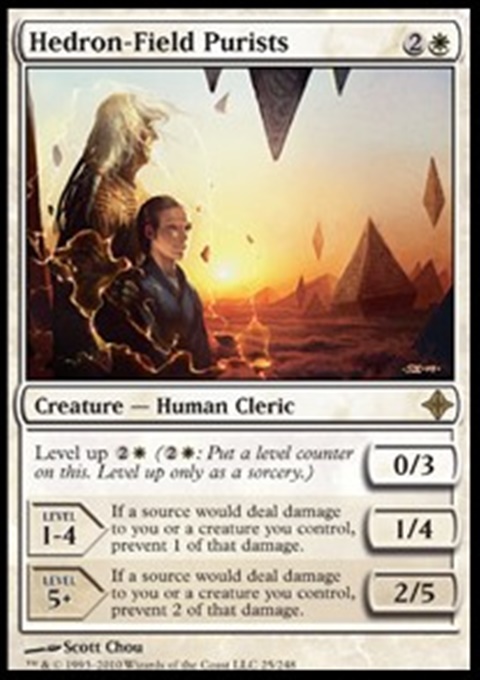 Hedron-Field Purists 2
Creature — Human Cleric
Level up 2 (2: Put a level counter
on this. Level up only as a sorcery.)
0/3
LEVEL
1-4
If a source would deal damage
to you or a creature you control,
prevent 1 of that damage.
1/4
LEVEL
5+
If a source would deal damage
to you or a creature you control,
prevent 2 of that damage.
2/5
Scott Chou
™ & © 1993–2010 Wizards of the Coast LLC 25/248